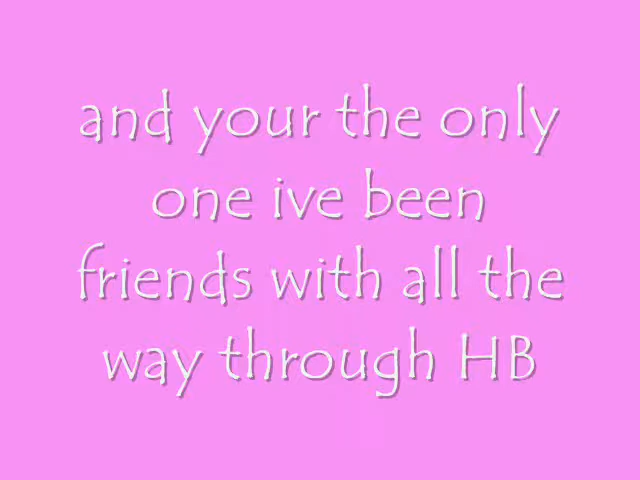 and your the only
one ive been
friends with all the
way through HB